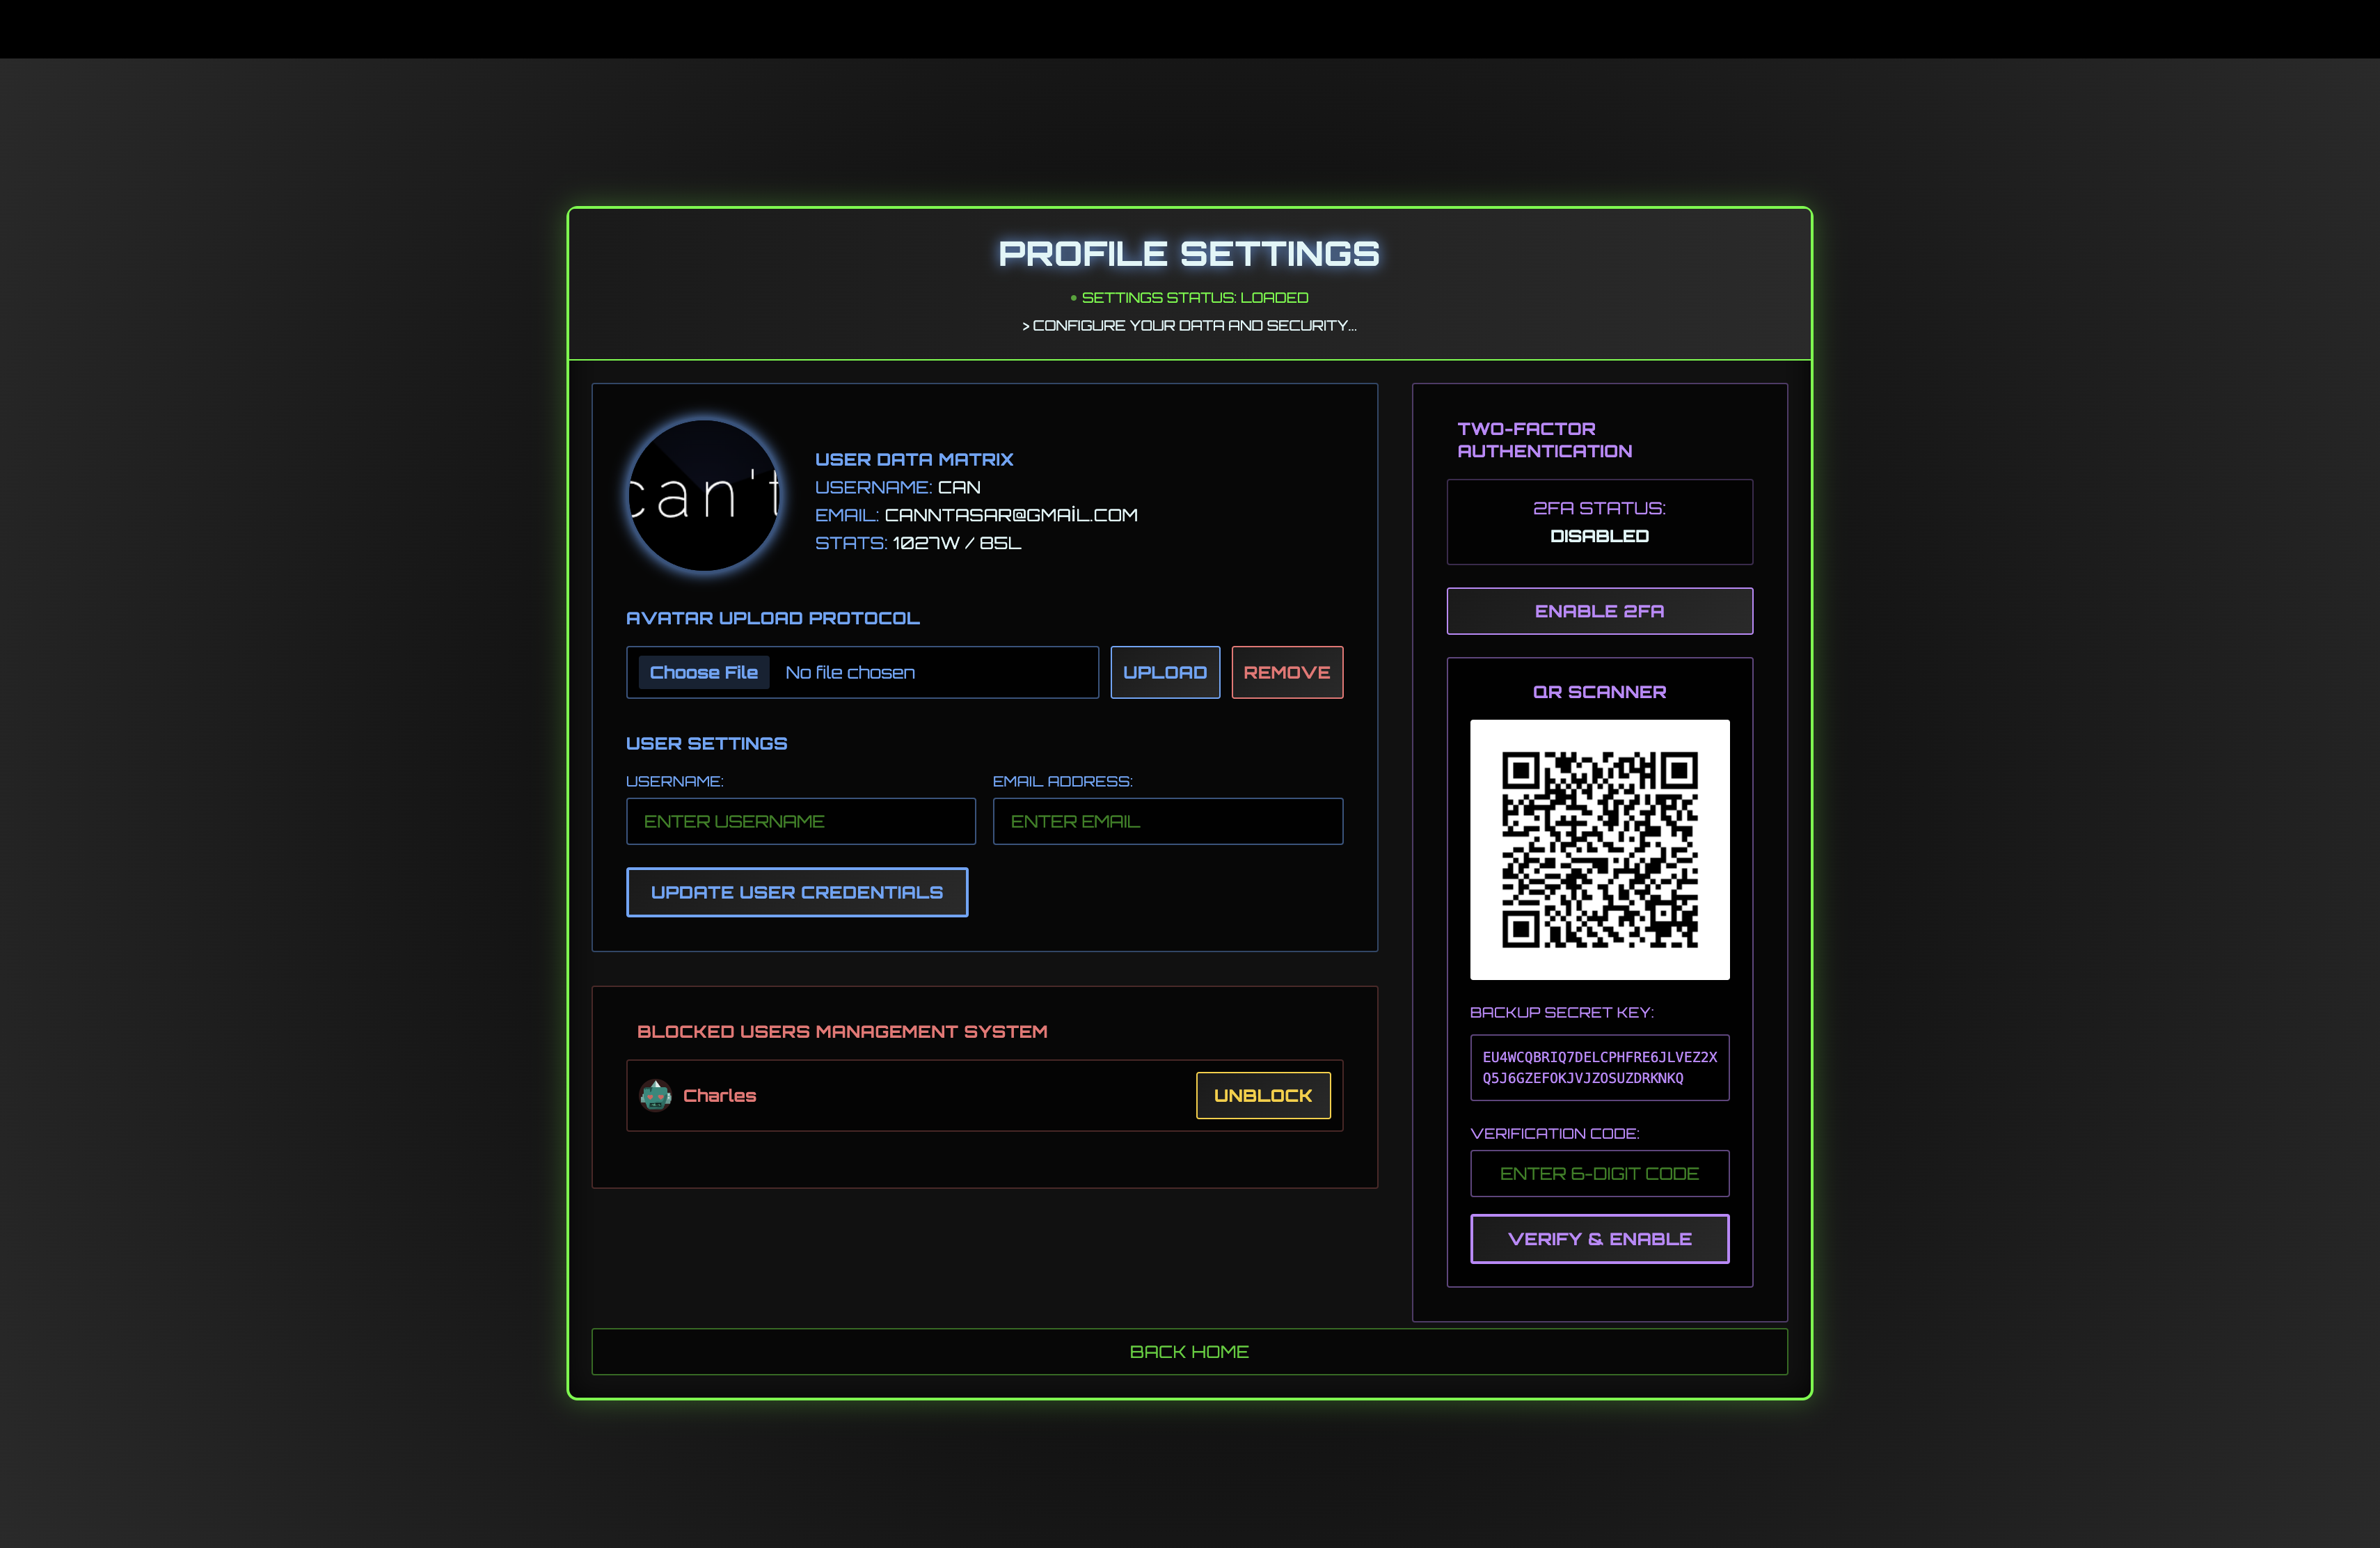 PROFILE SETTINGS
• SETTINGS STATUS: LOADED
> CONFIGURE YOUR DATA AND SECURITY...
can't
USER DATA MATRIX
USERNAME: CAN
EMAIL: CANNTASAR@GMAİL.COM
STATS: 1027W / 85L
AVATAR UPLOAD PROTOCOL
Choose File No file chosen
UPLOAD
REMOVE
USER SETTINGS
USERNAME:
ENTER USERNAME
EMAIL ADDRESS:
ENTER EMAIL
UPDATE USER CREDENTIALS
BLOCKED USERS MANAGEMENT SYSTEM
Charles
UNBLOCK
TWO-FACTOR
AUTHENTICATION
2FA STATUS:
DISABLED
ENABLE 2FA
QR SCANNER
BACKUP SECRET KEY:
EU4WCQBRIQ7DELCPHFRE6JLVEZ2X
Q5J6GZEFOKJVJZOSUZDRKNKQ
VERIFICATION CODE:
ENTER 6-DIGIT CODE
VERIFY & ENABLE
BACK HOME